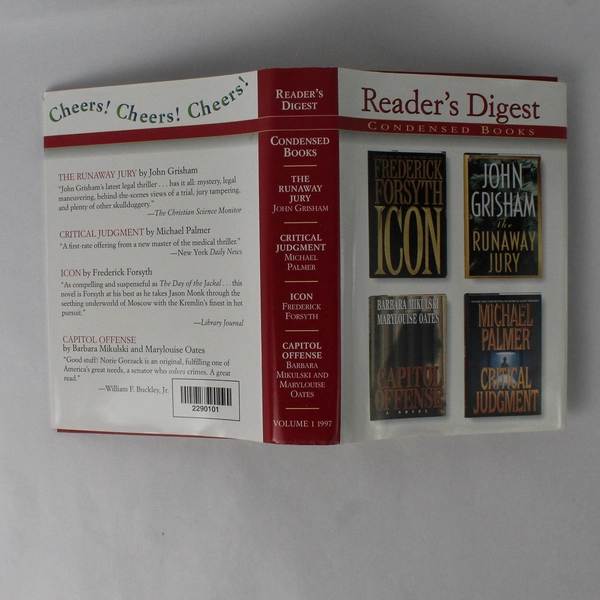 Cheers! Cheers! Cheers!
THE RUNAWAY JURY by John Grisham
"John Grisham's latest legal thriller . . . has it all: mystery, legal
maneuvering, behind-the-scenes views of a trial, jury tampering,
and plenty of other skullduggery."
—The Christian Science Monitor
CRITICAL JUDGMENT by Michael Palmer
"A first-rate offering from a new master of the medical thriller."
—New York Daily News
ICON by Frederick Forsyth
"As compelling and suspenseful as The Day of the Jackal . . . this
novel is Forsyth at his best as he takes Jason Monk through the
seething underworld of Moscow with the Kremlin's finest in hot
pursuit."
—Library Journal
CAPITOL OFFENSE
by Barbara Mikulski and Marylouise Oates
"Good stuff! Norie Gorzack is an original, fulfilling one of
America's great needs, a senator who solves crimes. A great
read."
—William F. Buckley, Jr.
2290101
READER'S
DIGEST
CONDENSED
BOOKS
THE
RUNAWAY
JURY
JOHN GRISHAM
CRITICAL
JUDGMENT
MICHAEL
PALMER
ICON
FREDERICK
FORSYTH
CAPITOL
OFFENSE
BARBARA
MIKULSKI AND
MARYLOUISE
OATES
VOLUME 1 1997
Reader's Digest
CONDENSED BOOKS
FREDERICK
FORSYTH
ICON
JOHN
GRISHAM
the
RUNAWAY
JURY
BARBARA MIKULSKI
MARYLOUISE OATES
CAPITOL
OFFENSE
A NOVEL
MICHAEL
PALMER
CRITICAL
JUDGMENT